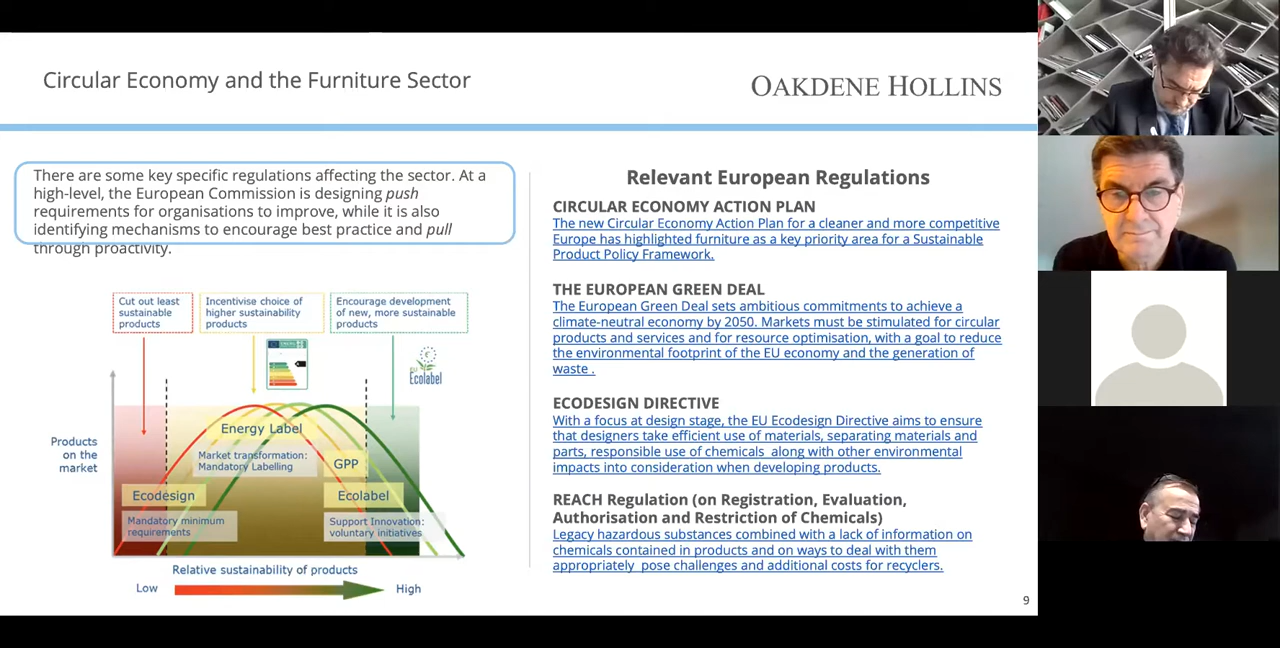 Circular Economy and the Furniture Sector
OAKDENE HOLLINS
There are some key specific regulations affecting the sector. At a
high-level, the European Commission is designing push
requirements for organisations to improve, while it is also
identifying mechanisms to encourage best practice and pull
through proactivity.
Cut out least
sustainable
products
Incentivise choice of
higher sustainability
products
Encourage development
of new, more sustainable
products
EU
Ecolabel
Products
on the
market
Energy Label
Market transformation:
Mandatory Labelling
GPP
Ecodesign
Ecolabel
Mandatory minimum
requirements
Support Innovation:
voluntary initiatives
Relative sustainability of products
Low
High
Relevant European Regulations
CIRCULAR ECONOMY ACTION PLAN
The new Circular Economy Action Plan for a cleaner and more competitive
Europe has highlighted furniture as a key priority area for a Sustainable
Product Policy Framework.
THE EUROPEAN GREEN DEAL
The European Green Deal sets ambitious commitments to achieve a
climate-neutral economy by 2050. Markets must be stimulated for circular
products and services and for resource optimisation, with a goal to reduce
the environmental footprint of the EU economy and the generation of
waste .
ECODESIGN DIRECTIVE
With a focus at design stage, the EU Ecodesign Directive aims to ensure
that designers take efficient use of materials, separating materials and
parts, responsible use of chemicals along with other environmental
impacts into consideration when developing products.
REACH Regulation (on Registration, Evaluation,
Authorisation and Restriction of Chemicals)
Legacy hazardous substances combined with a lack of information on
chemicals contained in products and on ways to deal with them
appropriately pose challenges and additional costs for recyclers.
9